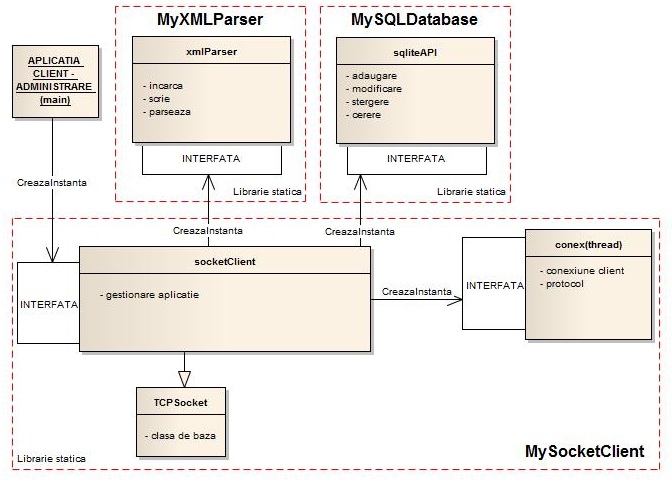 MyXMLParser
MySQLDatabase
APLICATIA
CLIENT -
ADMINISTRARE
(main)
xmlParser
- incarca
- scrie
- parseaza
INTERFATA
Librarie statica
sqliteAPI
- adaugare
- modificare
- stergere
- cerere
INTERFATA
Librarie statica
CreazaInstanta
CreazaInstanta
CreazaInstanta
INTERFATA
socketClient
- gestionare aplicatie
CreazaInstanta
INTERFATA
conex(thread)
- conexiune client
- protocol
TCPSocket
- clasa de baza
Librarie statica
MySocketClient